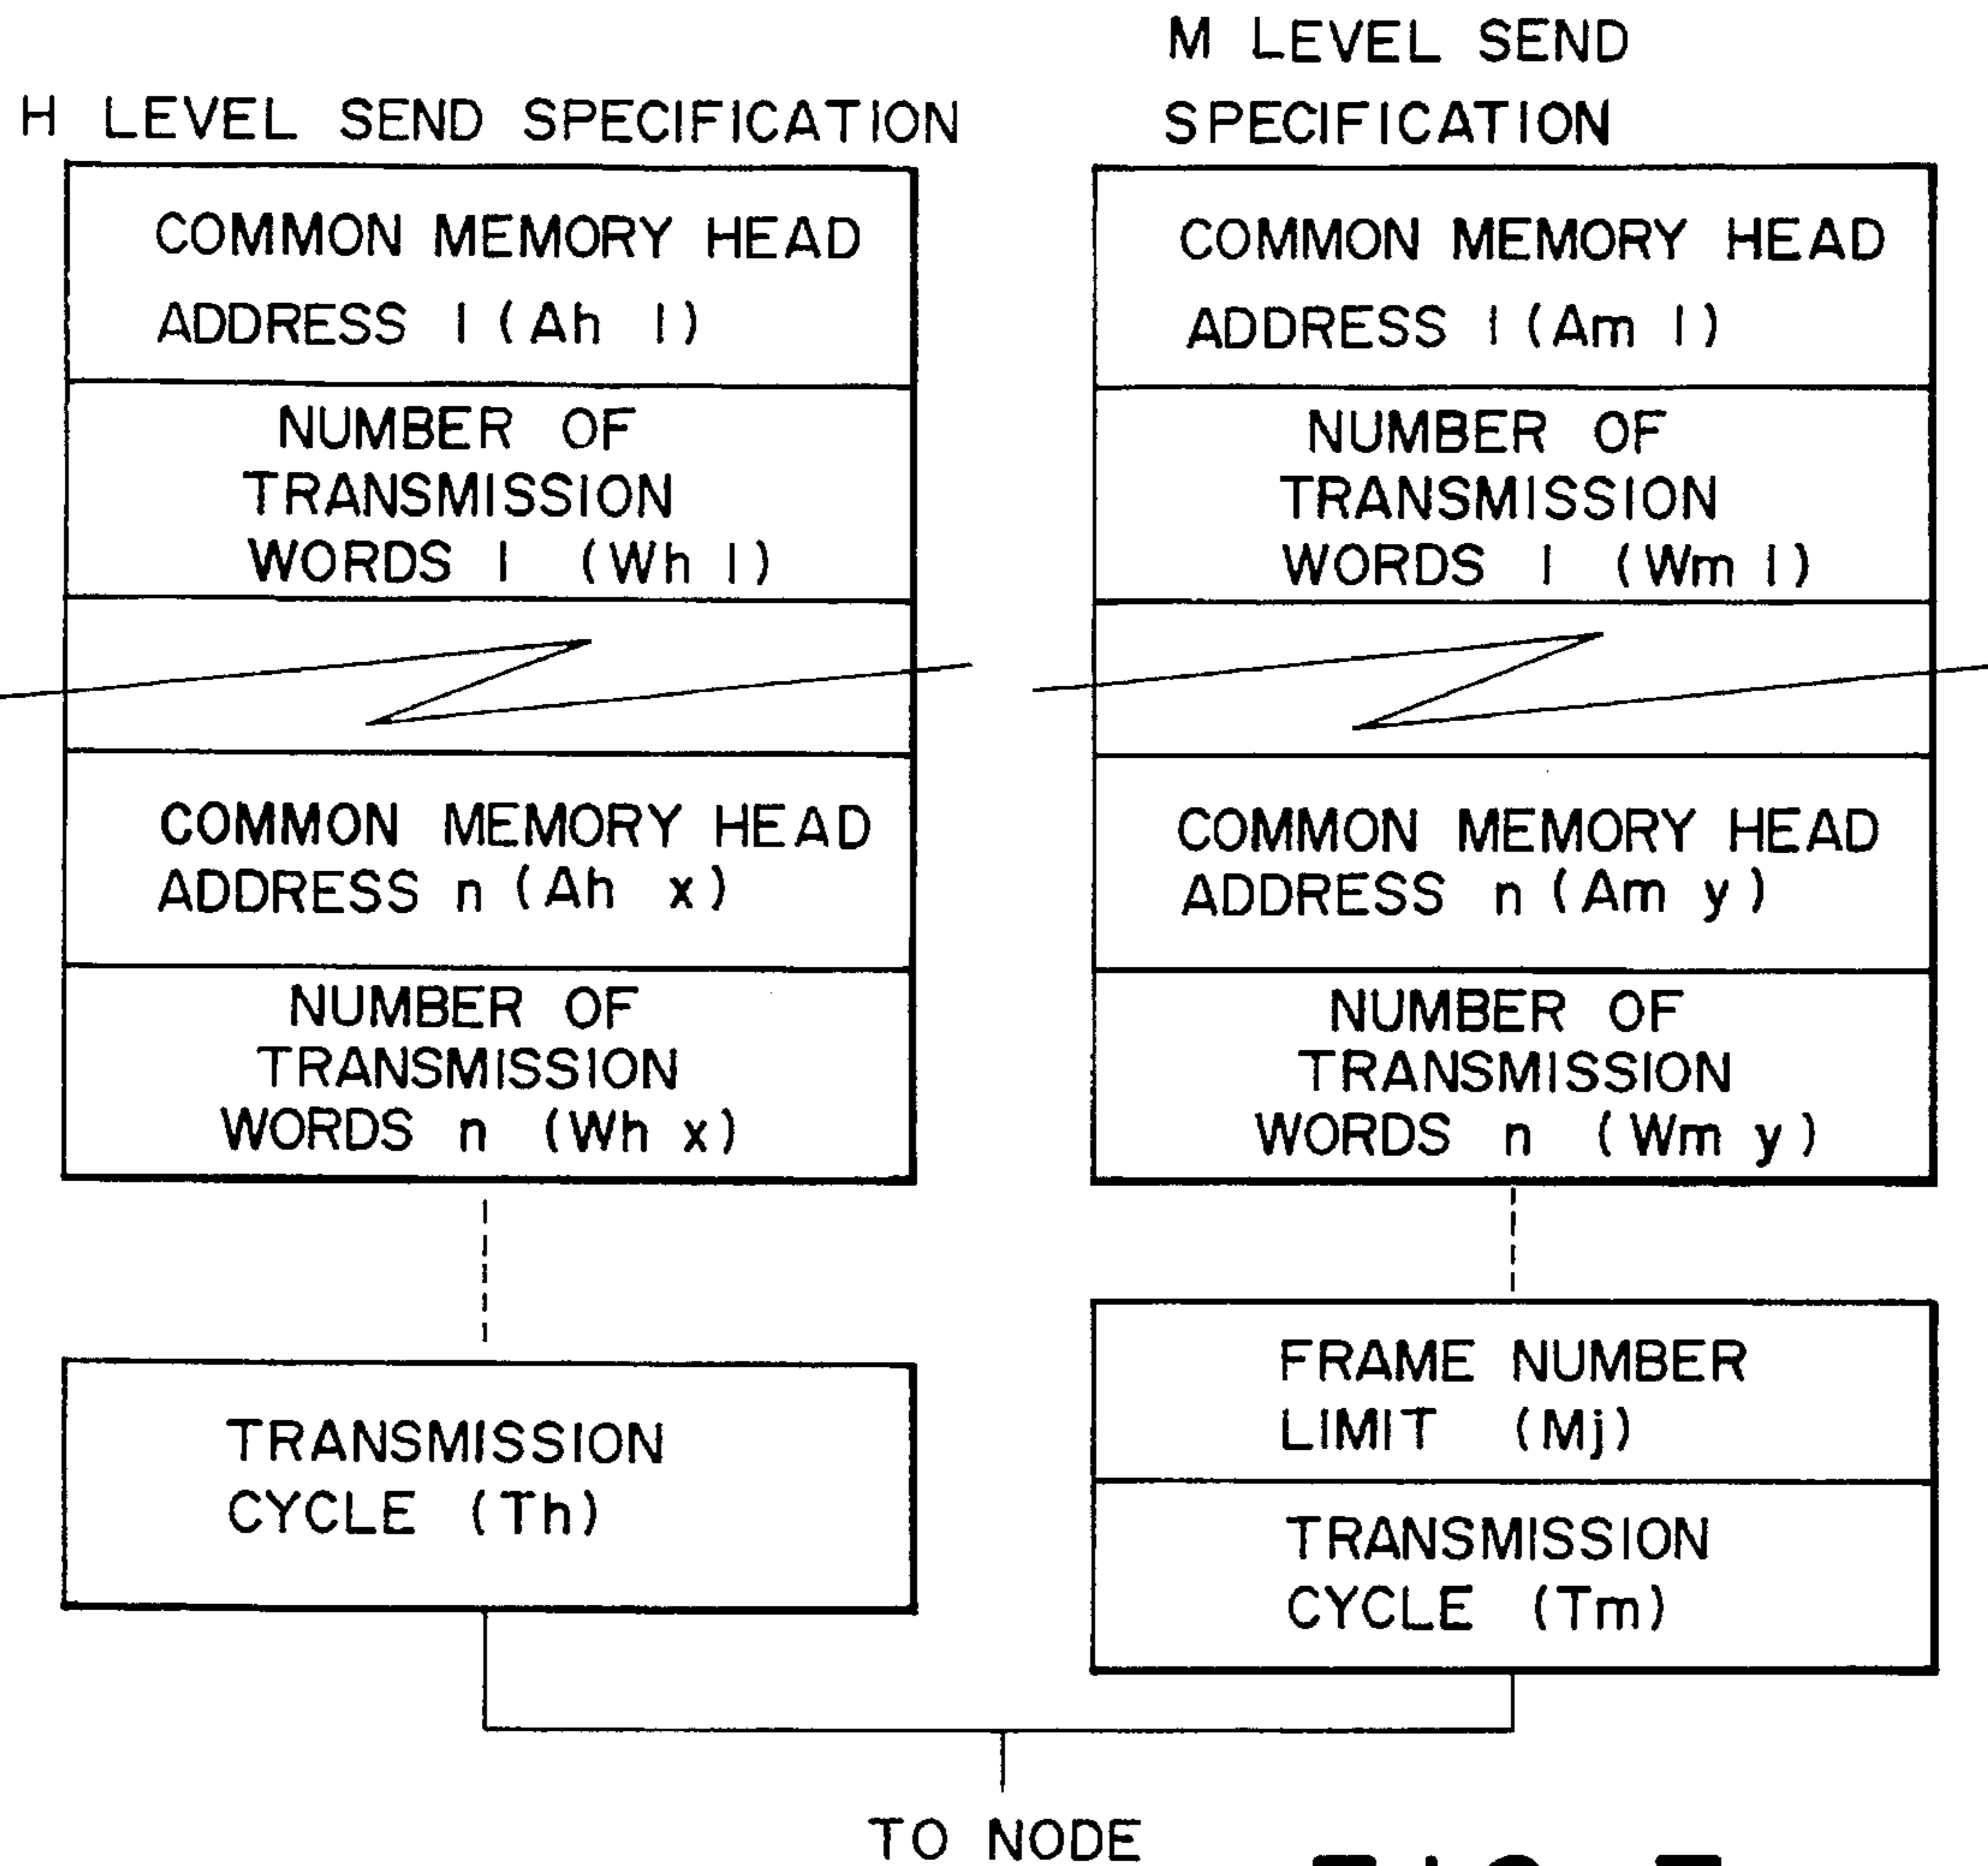 H LEVEL SEND SPECIFICATION
COMMON MEMORY HEAD
ADDRESS 1 (Ah 1)
NUMBER OF
TRANSMISSION
WORDS 1 (Wh 1)
COMMON MEMORY HEAD
ADDRESS n (Ah x)
NUMBER OF
TRANSMISSION
WORDS n (Wh x)
TRANSMISSION
CYCLE (Th)
M LEVEL SEND
SPECIFICATION
COMMON MEMORY HEAD
ADDRESS 1 (Am 1)
NUMBER OF
TRANSMISSION
WORDS 1 (Wm 1)
COMMON MEMORY HEAD
ADDRESS n (Am y)
NUMBER OF
TRANSMISSION
WORDS n (Wm y)
FRAME NUMBER
LIMIT (Mj)
TRANSMISSION
CYCLE (Tm)
TO NODE